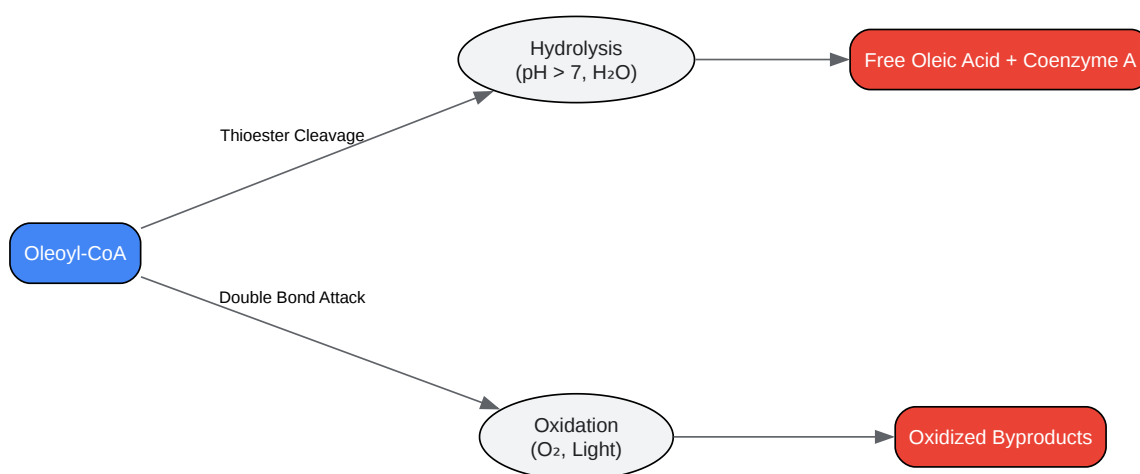 Hydrolysis
(pH > 7, H₂O)
Free Oleic Acid + Coenzyme A
Thioester Cleavage
Oleoyl-CoA
Double Bond Attack
Oxidation
(O₂, Light)
Oxidized Byproducts